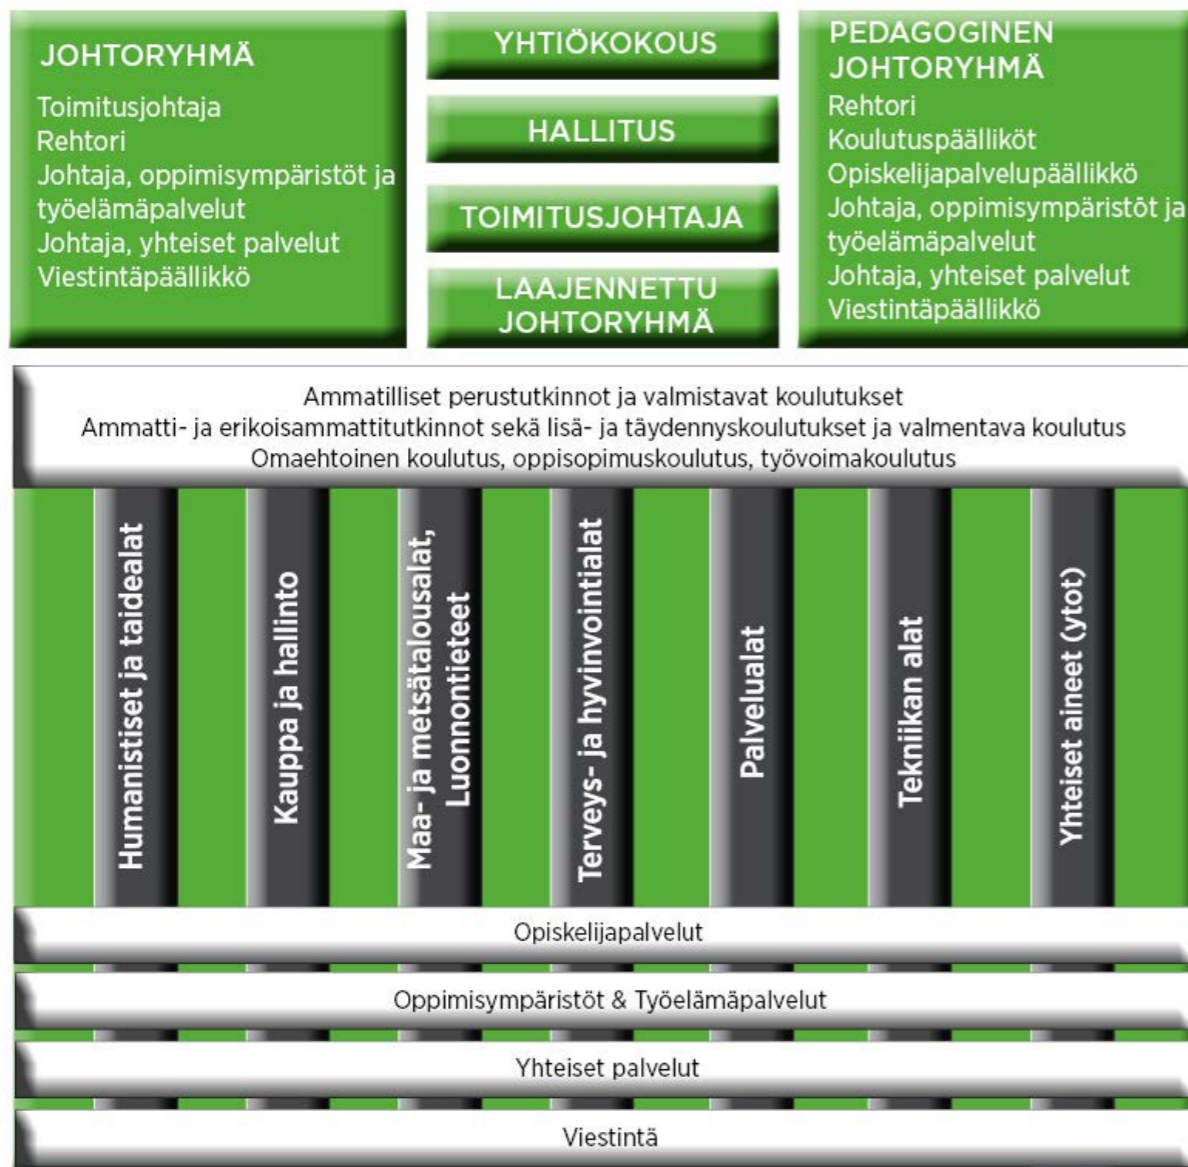 JOHTORYHMÄ
Toimitusjohtaja
Rehtori
Johtaja, oppimisympäristöt ja
työelämäpalvelut
Johtaja, yhteiset palvelut
Viestintäpäällikkö
YHTIÖKOKOUS
HALLITUS
TOIMITUSJOHTAJA
LAAJENNETTU
JOHTORYHMÄ
PEDAGOGINEN
JOHTORYHMÄ
Rehtori
Koulutuspäälliköt
Opiskelijapalvelupäällikkö
Johtaja, oppimisympäristöt ja
työelämäpalvelut
Johtaja, yhteiset palvelut
Viestintäpäällikkö
Ammatilliset perustutkinnot ja valmistavat koulutukset
Ammatti- ja erikoisammattitutkinnot sekä lisä- ja täydennyskoulutukset ja valmentava koulutus
Omaehtoinen koulutus, oppisopimuskoulutus, työvoimakoulutus
Humanistiset ja taidealat
Kauppa ja hallinto
Maa- ja metsätalousalat,
Luonnontieteet
Terveys- ja hyvinvointialat
Palvelualat
Tekniikan alat
Yhteiset aineet (ytot)
Opiskelijapalvelut
Oppimisympäristöt & Työelämäpalvelut
Yhteiset palvelut
Viestintä